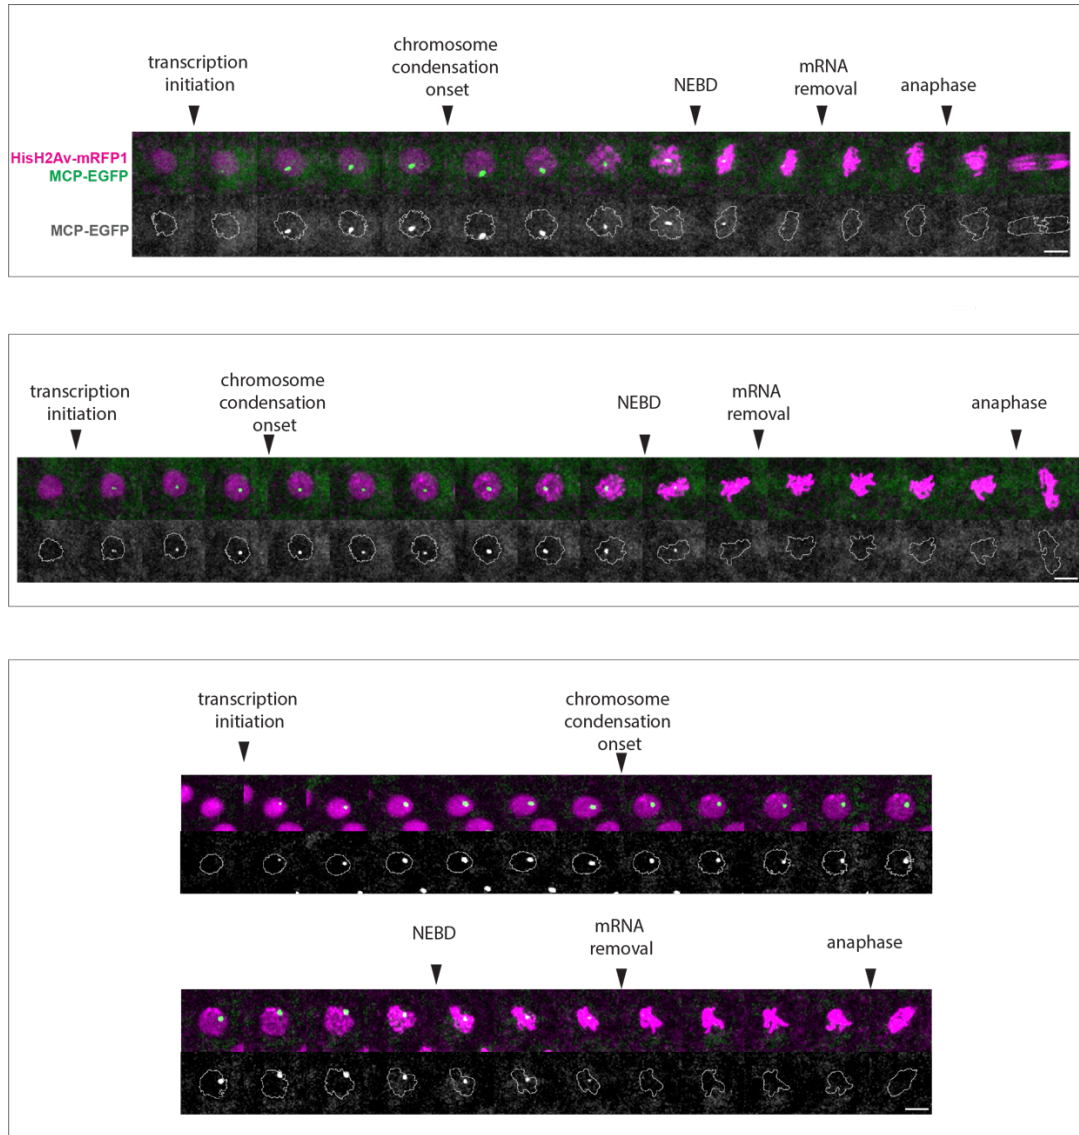 transcription
initiation
chromosome
condensation
onset
NEBD
mRNA
removal
anaphase
HisH2Av-mRFP1
MCP-EGFP
MCP-EGFP
transcription
initiation
chromosome
condensation
onset
NEBD
mRNA
removal
anaphase
transcription
initiation
chromosome
condensation
onset
NEBD
mRNA
removal
anaphase